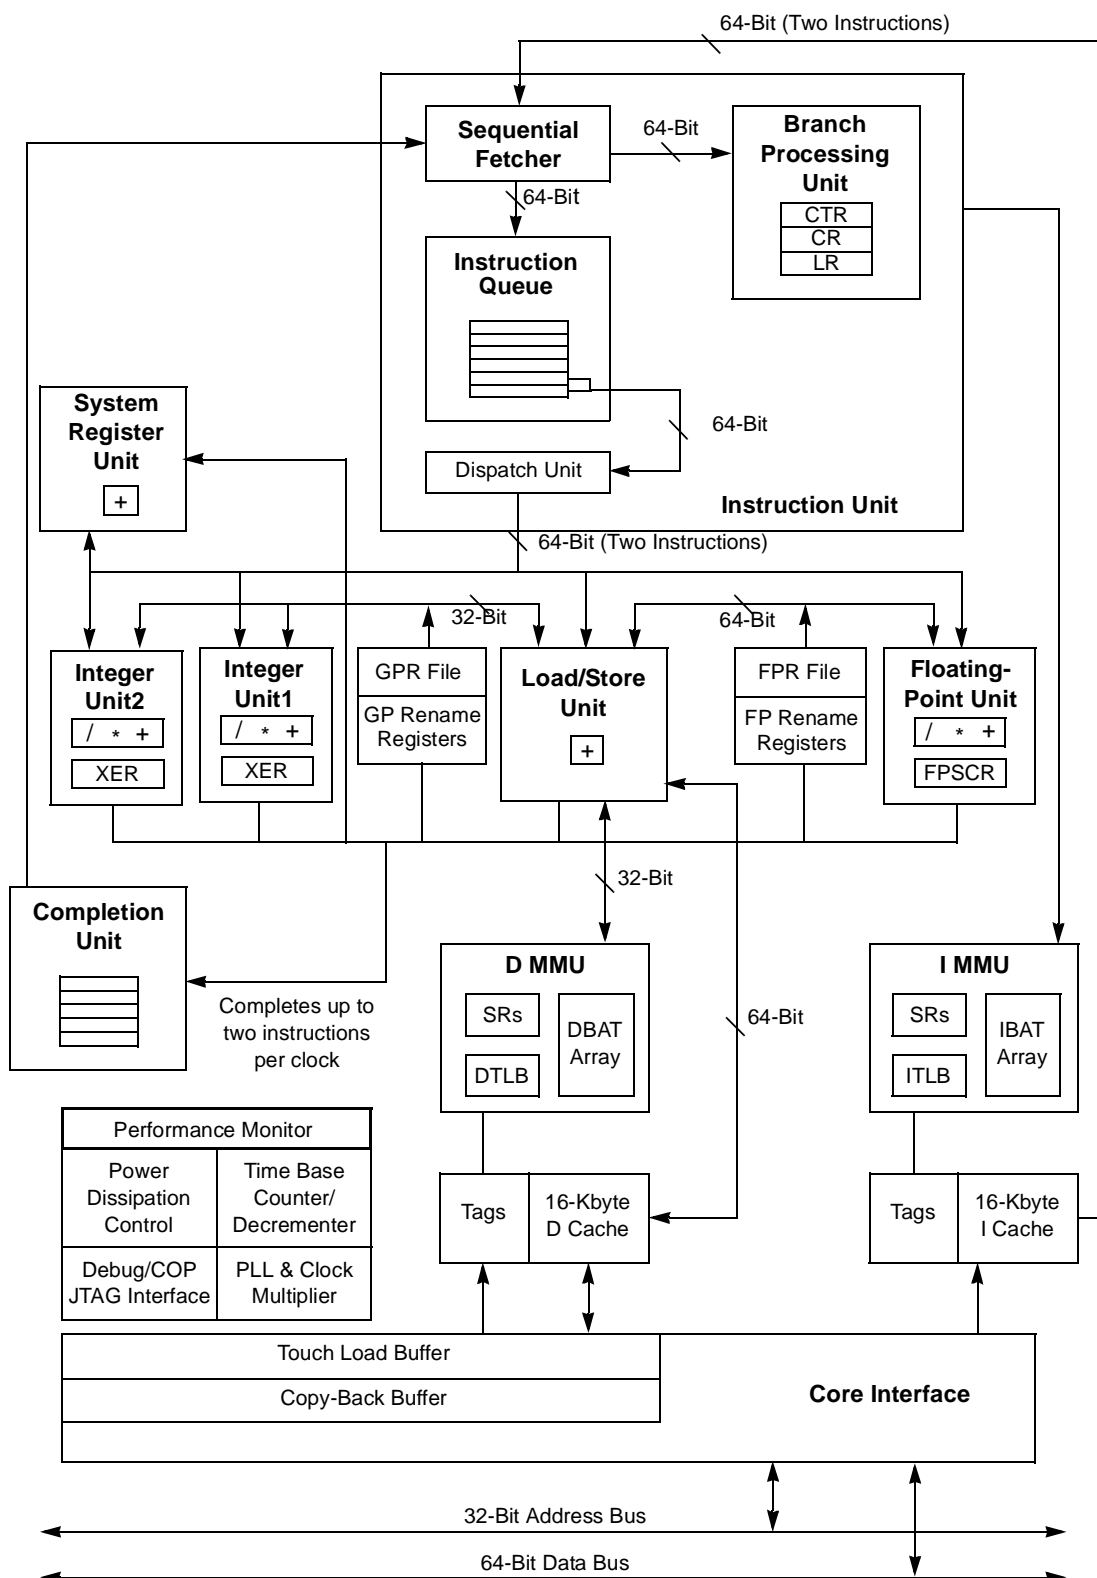 64-Bit (Two Instructions)
Sequential
Fetcher
64-Bit
Branch
Processing
Unit
CTR
CR
LR
64-Bit
Instruction
Queue
System
Register
Unit
+
64-Bit
Dispatch Unit
Instruction Unit
64-Bit (Two Instructions)
32-Bit
64-Bit
Integer
Unit2
/ * +
XER
Integer
Unit1
/ * +
XER
GPR File
GP Rename
Registers
Load/Store
Unit
+
FPR File
FP Rename
Registers
Floating-
Point Unit
/ * +
FPSCR
32-Bit
Completion
Unit
Completes up to
two instructions
per clock
D MMU
SRs
DTLB
DBAT
Array
64-Bit
I MMU
SRs
ITLB
IBAT
Array
Performance Monitor
Power
Dissipation
Control
Time Base
Counter/
Decrementer
Debug/COP
JTAG Interface
PLL & Clock
Multiplier
Tags
16-Kbyte
D Cache
Tags
16-Kbyte
I Cache
Touch Load Buffer
Copy-Back Buffer
Core Interface
32-Bit Address Bus
64-Bit Data Bus